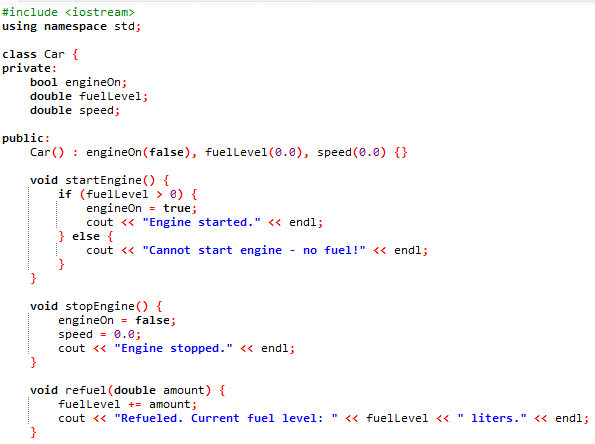 #include <iostream>
using namespace std;
class Car {
private:
bool engineOn;
double fuelLevel;
double speed;
public:
Car() : engineOn(false), fuelLevel(0.0), speed(0.0) {}
void startEngine() {
if (fuelLevel > 0) {
engineOn = true;
cout << "Engine started." << endl;
} else {
cout << "Cannot start engine - no fuel!" << endl;
}
}
void stopEngine() {
engineOn = false;
speed = 0.0;
cout << "Engine stopped." << endl;
}
void refuel(double amount) {
fuelLevel += amount;
cout << "Refueled. Current fuel level: " << fuelLevel << " liters." << endl;
}